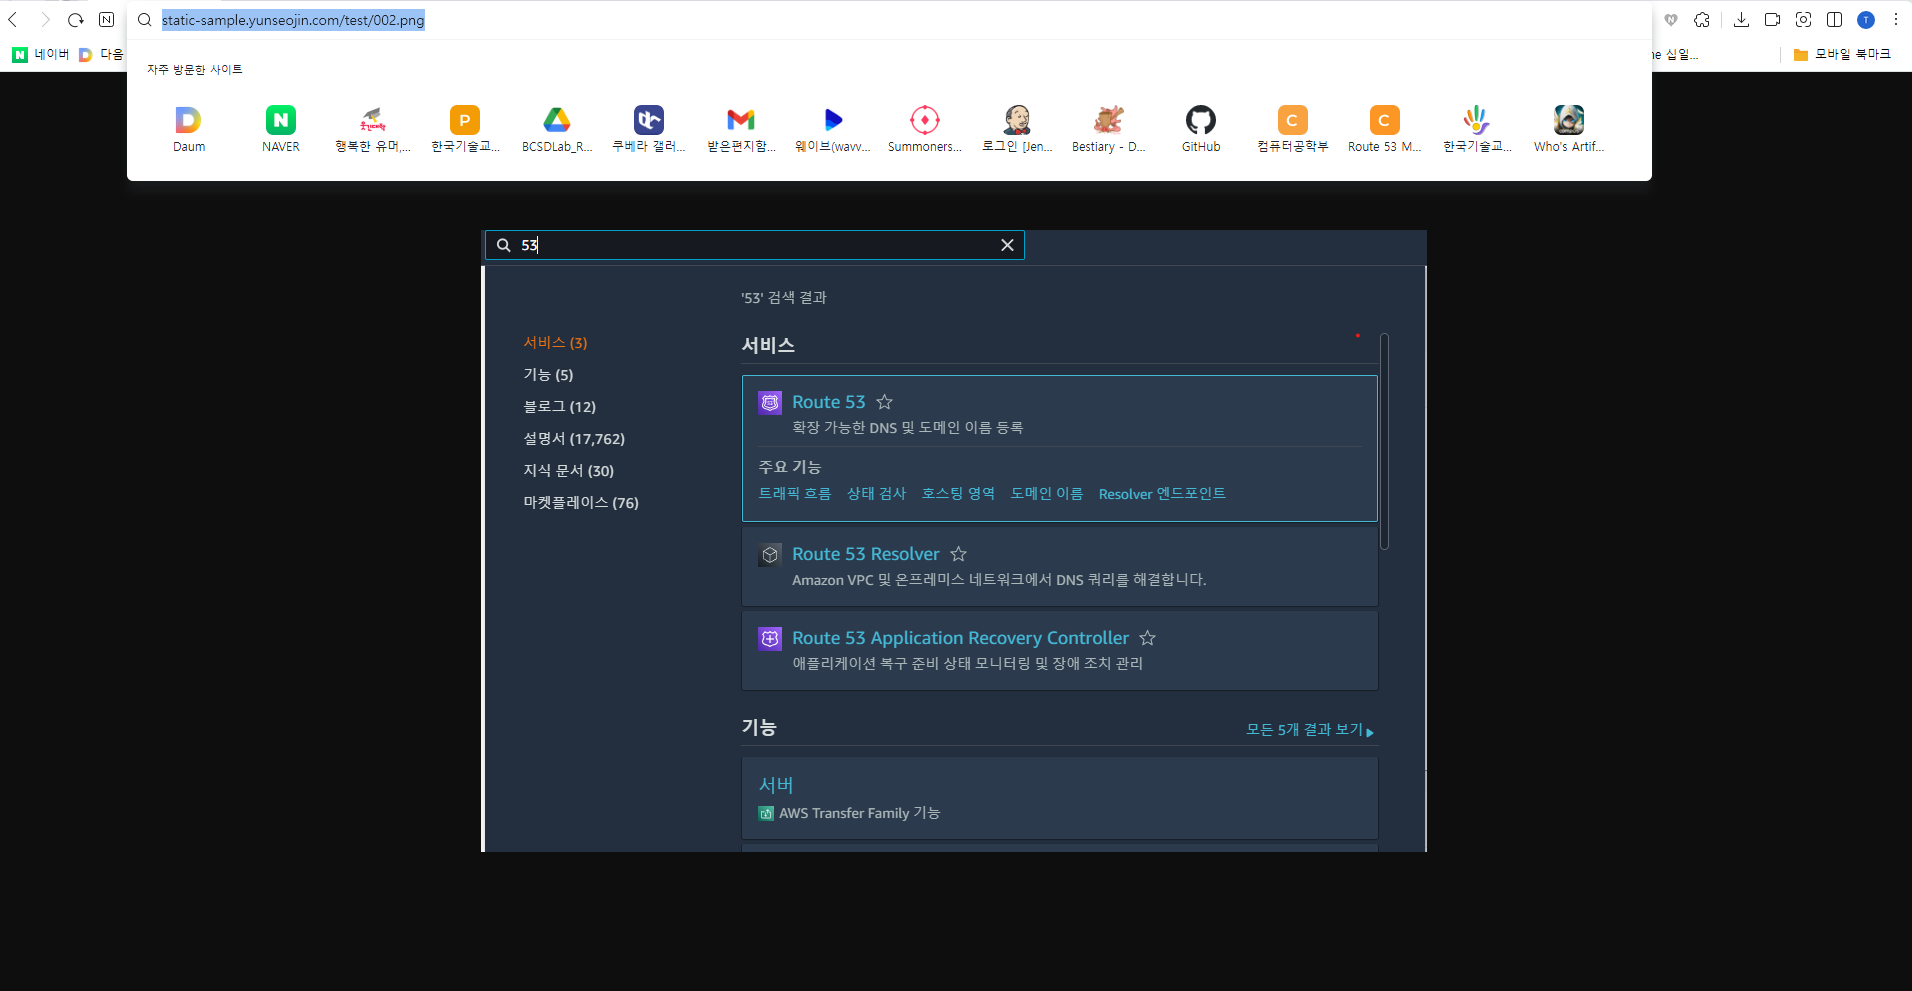 static-sample.yunseojin.com/test/002.png
네이버
다음
ne 십일...
모바일 북마크
자주 방문한 사이트
Daum
NAVER
행복한 유머,...
한국기술교...
BCSDLab_R...
쿠베라 갤러...
받은편지함...
웨이브(wavv...
Summoners...
로그인 [Jen...
Bestiary - D...
GitHub
컴퓨터공학부
Route 53 M...
한국기술교...
Who's Artif...
53
'53' 검색 결과
서비스 (3)
기능 (5)
블로그 (12)
설명서 (17,762)
지식 문서 (30)
마켓플레이스 (76)
서비스
Route 53
확장 가능한 DNS 및 도메인 이름 등록
주요 기능
트래픽 흐름 상태 검사 호스팅 영역 도메인 이름 Resolver 엔드포인트
Route 53 Resolver
Amazon VPC 및 온프레미스 네트워크에서 DNS 쿼리를 해결합니다.
Route 53 Application Recovery Controller
애플리케이션 복구 준비 상태 모니터링 및 장애 조치 관리
기능
모든 5개 결과 보기
서버
AWS Transfer Family 기능